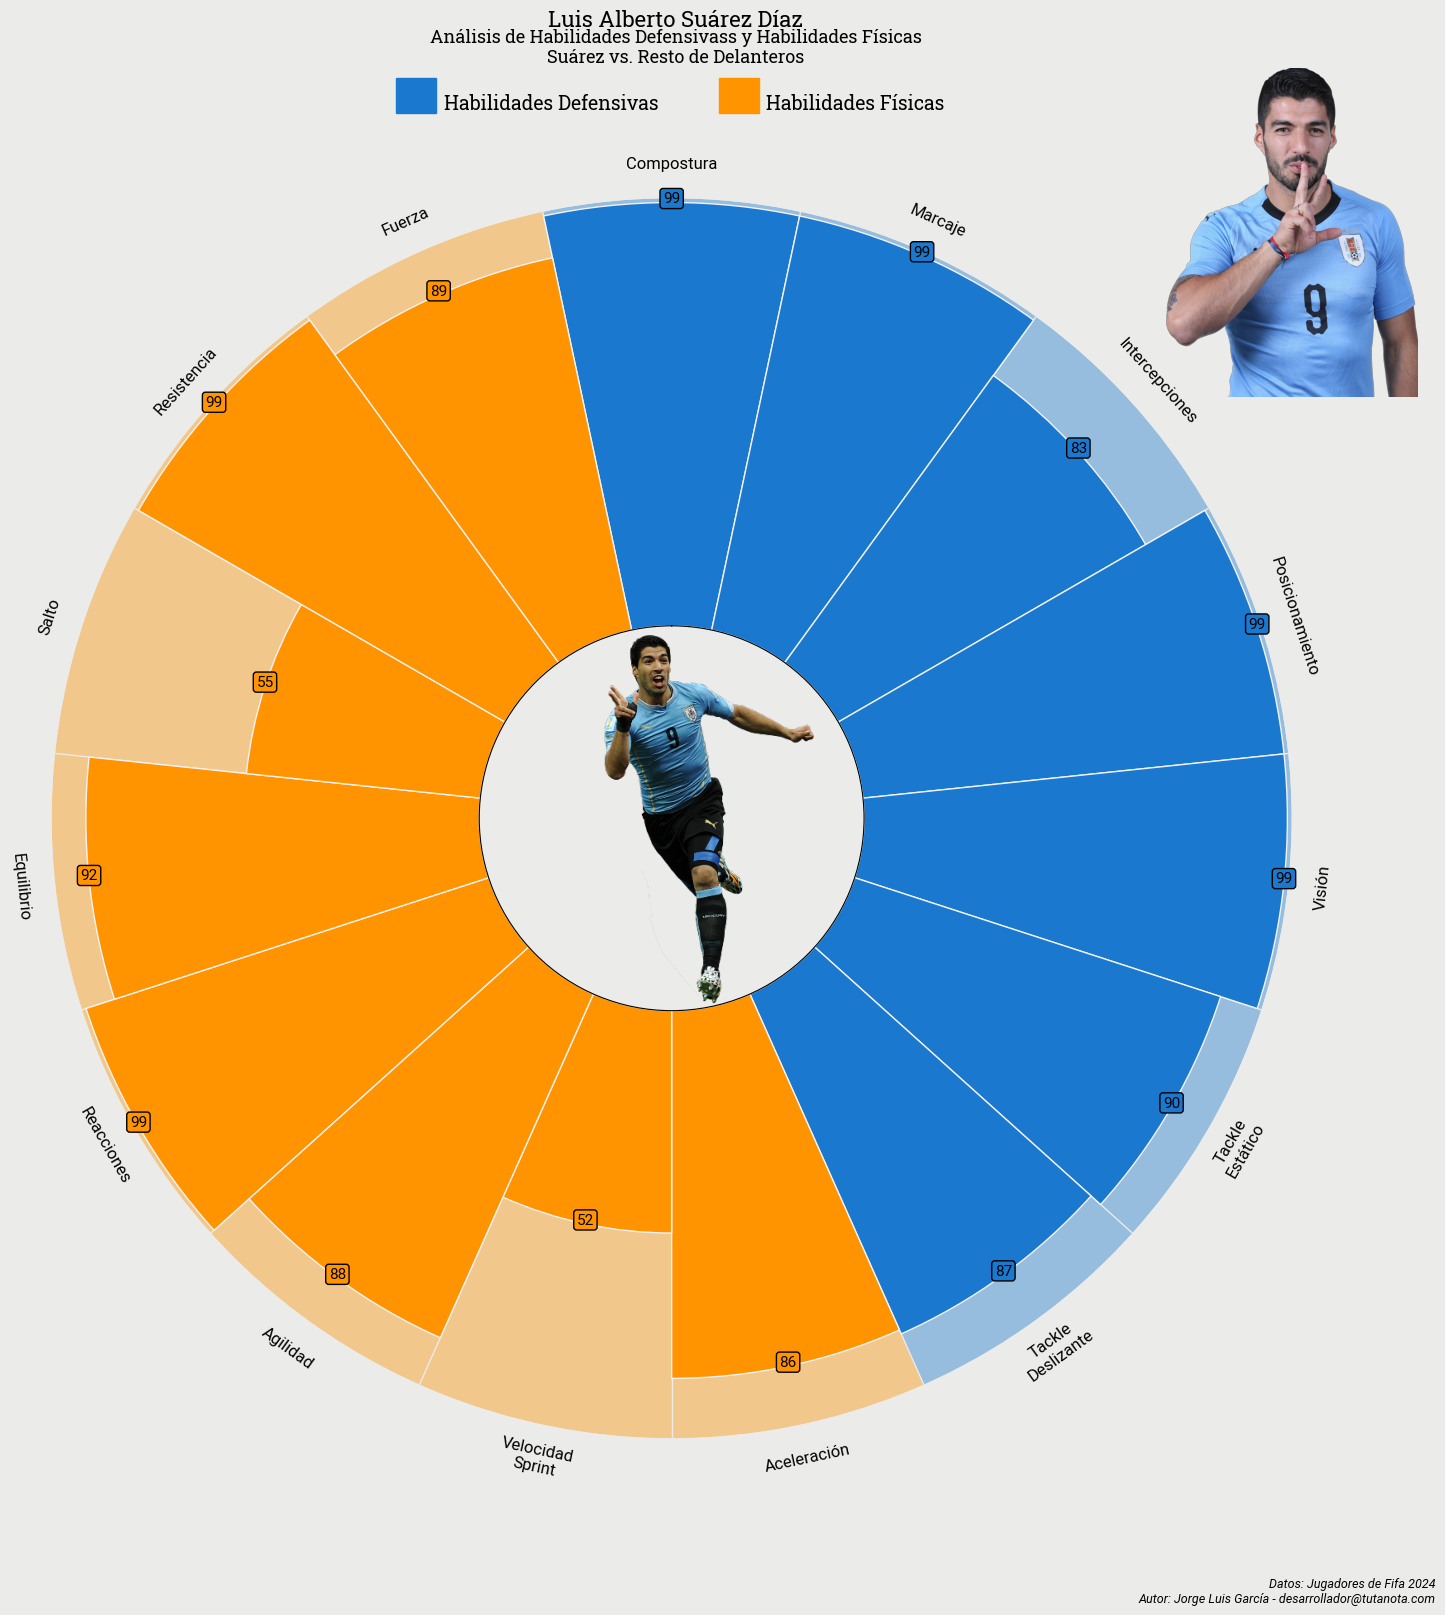 Luis Alberto Suárez Díaz
Análisis de Habilidades Defensivass y Habilidades Físicas
Suárez vs. Resto de Delanteros
Habilidades Defensivas
Habilidades Físicas
Compostura
99
Marcaje
99
Intercepciones
83
Posicionamiento
99
Visión
99
Tackle
Estático
90
Tackle
Deslizante
87
Aceleración
86
Velocidad
Sprint
52
Agilidad
88
Reacciones
99
Equilibrio
92
Salto
55
Resistencia
99
Fuerza
89
9
9
Datos: Jugadores de Fifa 2024
Autor: Jorge Luis García - desarrollador@tutanota.com